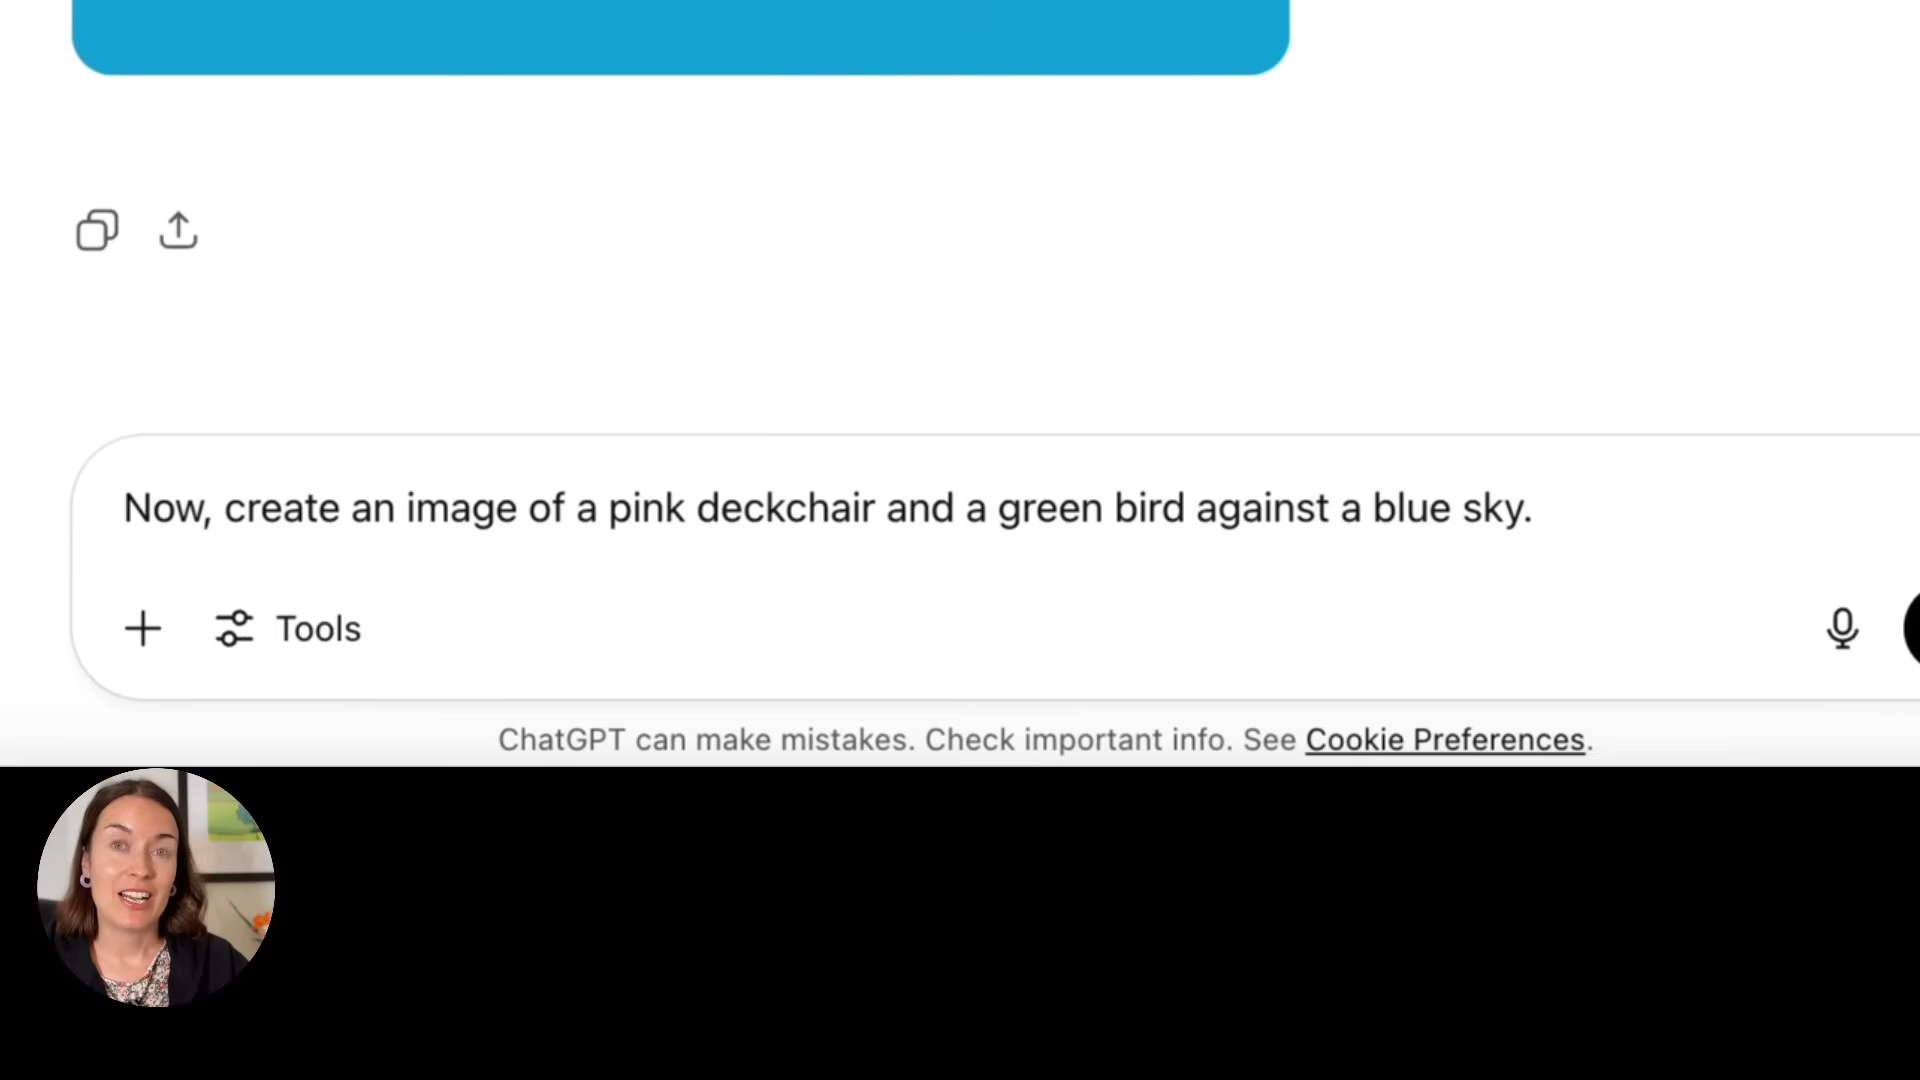 Now, create an image of a pink deckchair and a green bird against a blue sky.
Tools
ChatGPT can make mistakes. Check important info. See Cookie Preferences.